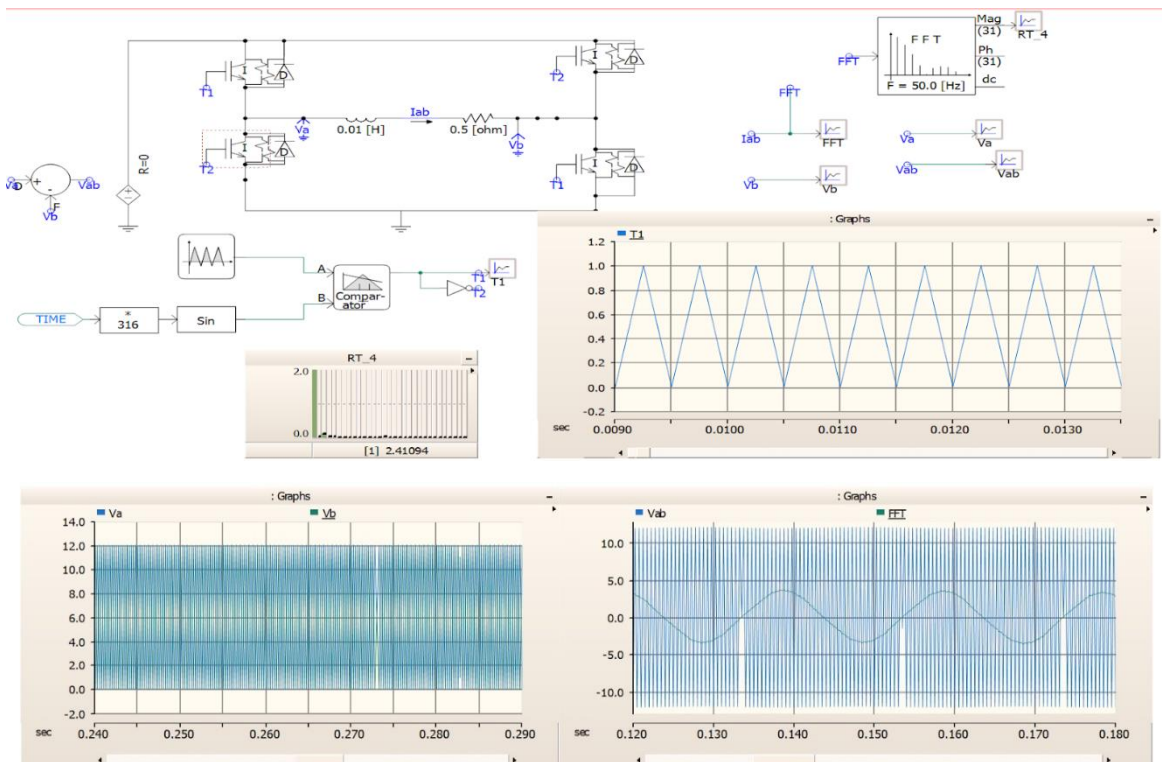 Mag
(31)
RT_4
F F T
FFT
Ph
(31)
dc
F = 50.0 [Hz]
T1
I
D
T2
I
D
Iab
Va
0.01 [H]
0.5 [ohm]
Vb
T2
I
D
T1
I
D
R=0
Va
D
+
-
F
Vb
Vab
FFT
Iab
FFT
Va
Va
Vab
Vab
Vb
Vb
A
B
Compar-
ator
T1
T2
T1
TIME
*
316
Sin
: Graphs
T1
1.2
1.0
0.8
0.6
0.4
0.2
0.0
-0.2
sec
0.0090
0.0100
0.0110
0.0120
0.0130
RT_4
2.0
0.0
[1] 2.41094
: Graphs
Va
Vb
14.0
12.0
10.0
8.0
6.0
4.0
2.0
0.0
-2.0
sec
0.240
0.250
0.260
0.270
0.280
0.290
: Graphs
Vab
FFT
10.0
5.0
0.0
-5.0
-10.0
sec
0.120
0.130
0.140
0.150
0.160
0.170
0.180